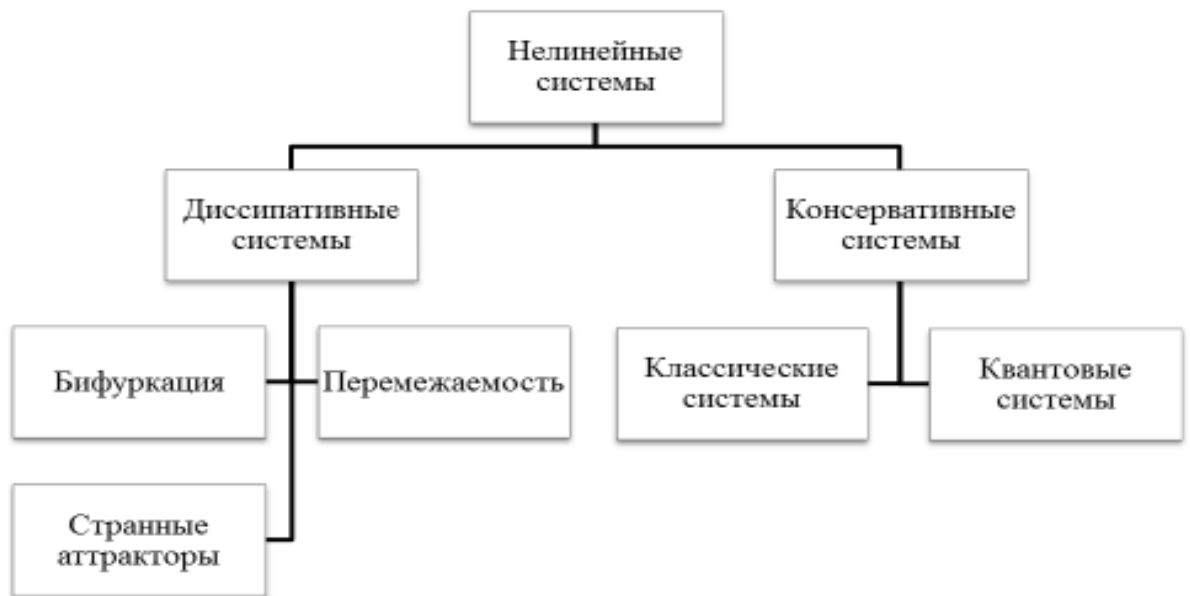 Нелинейные
системы
Диссипативные
системы
Консервативные
системы
Бифуркация
Перемежаемость
Классические
системы
Квантовые
системы
Странные
аттракторы